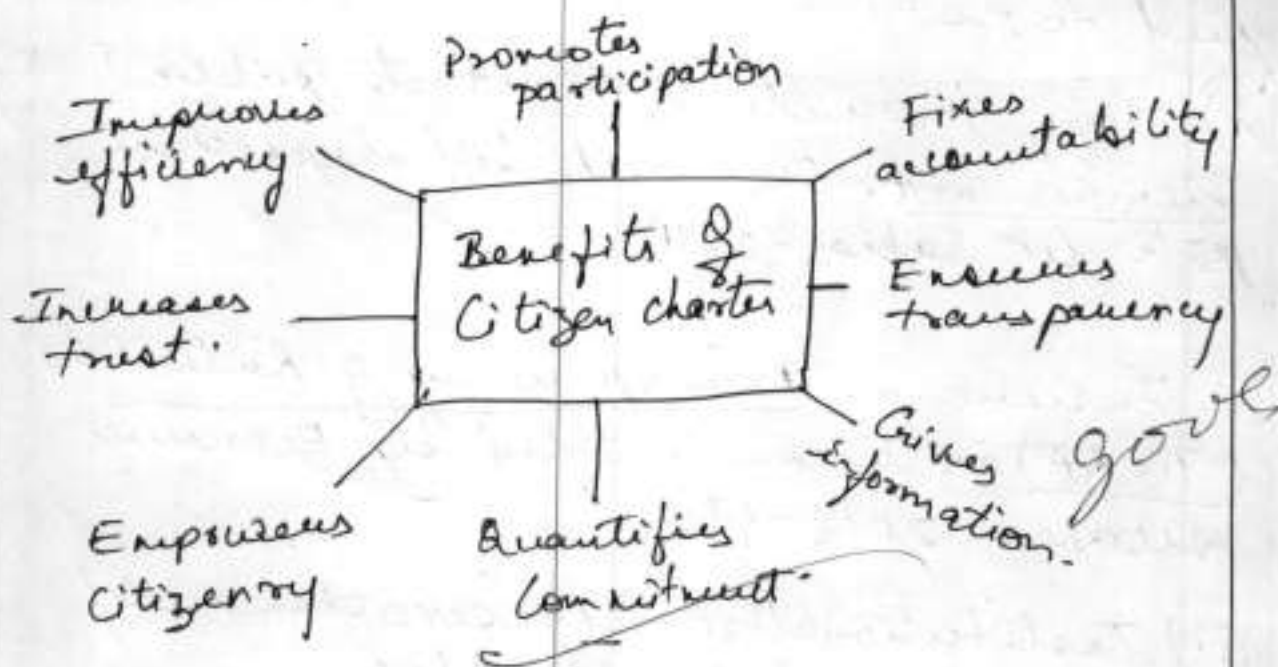 Promotes
participation
Improves
efficiency
Fixes
accountability
Benefits of
Citizen charter
Increases
trust.
Ensures
transparency
Gives
information.
Empowers
Citizenry
Quantifies
Commitment.